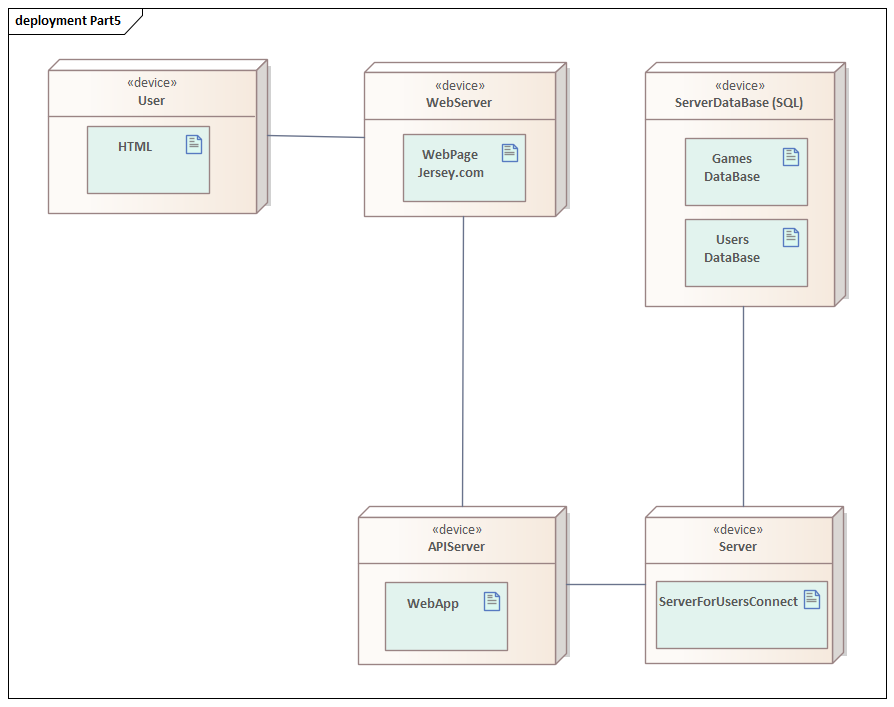 deployment Part5
«device»
User
HTML
«device»
WebServer
WebPage
Jersey.com
«device»
ServerDataBase (SQL)
Games
DataBase
Users
DataBase
«device»
APIServer
WebApp
«device»
Server
ServerForUsersConnect